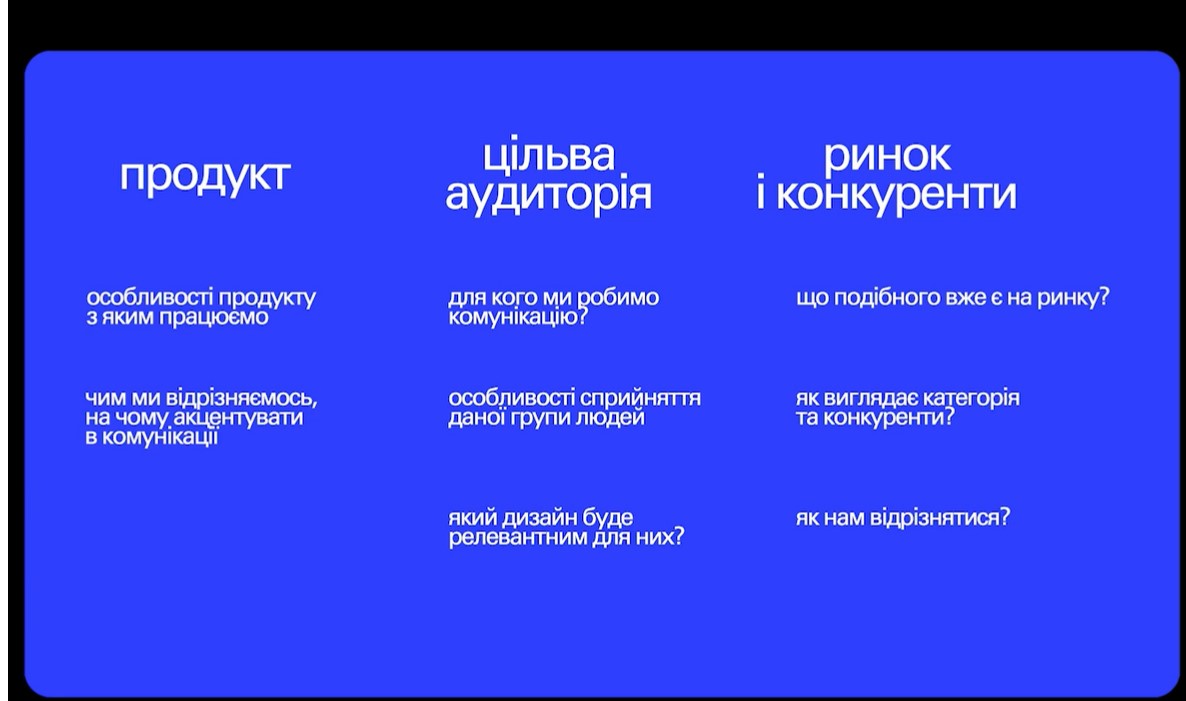 продукт
особливості продукту
з яким працюємо
чим ми відрізняємось,
на чому акцентувати
в комунікації
цільва
аудиторія
для кого ми робимо
комунікацію?
особливості сприйняття
даної групи людей
який дизайн буде
релевантним для них?
ринок
і конкуренти
що подібного вже є на ринку?
як виглядає категорія
та конкуренти?
як нам відрізнятися?